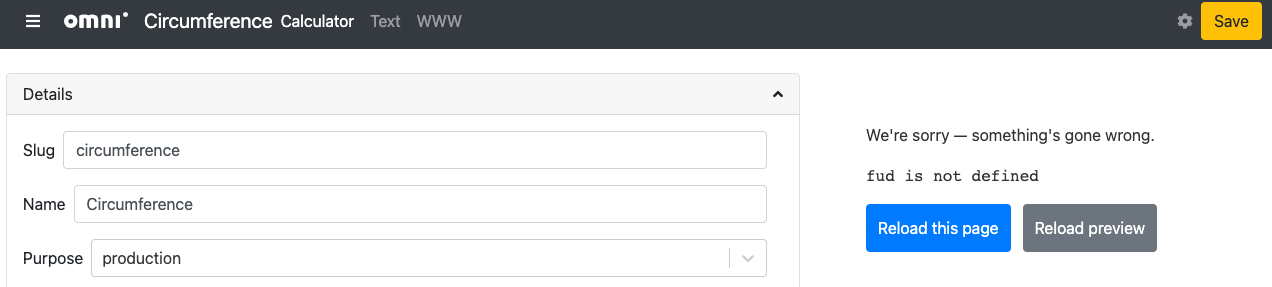 omni Circumference Calculator Text WWW Save
Details
Slug circumference
Name Circumference
Purpose production
We're sorry — something's gone wrong.
fud is not defined
Reload this page Reload preview